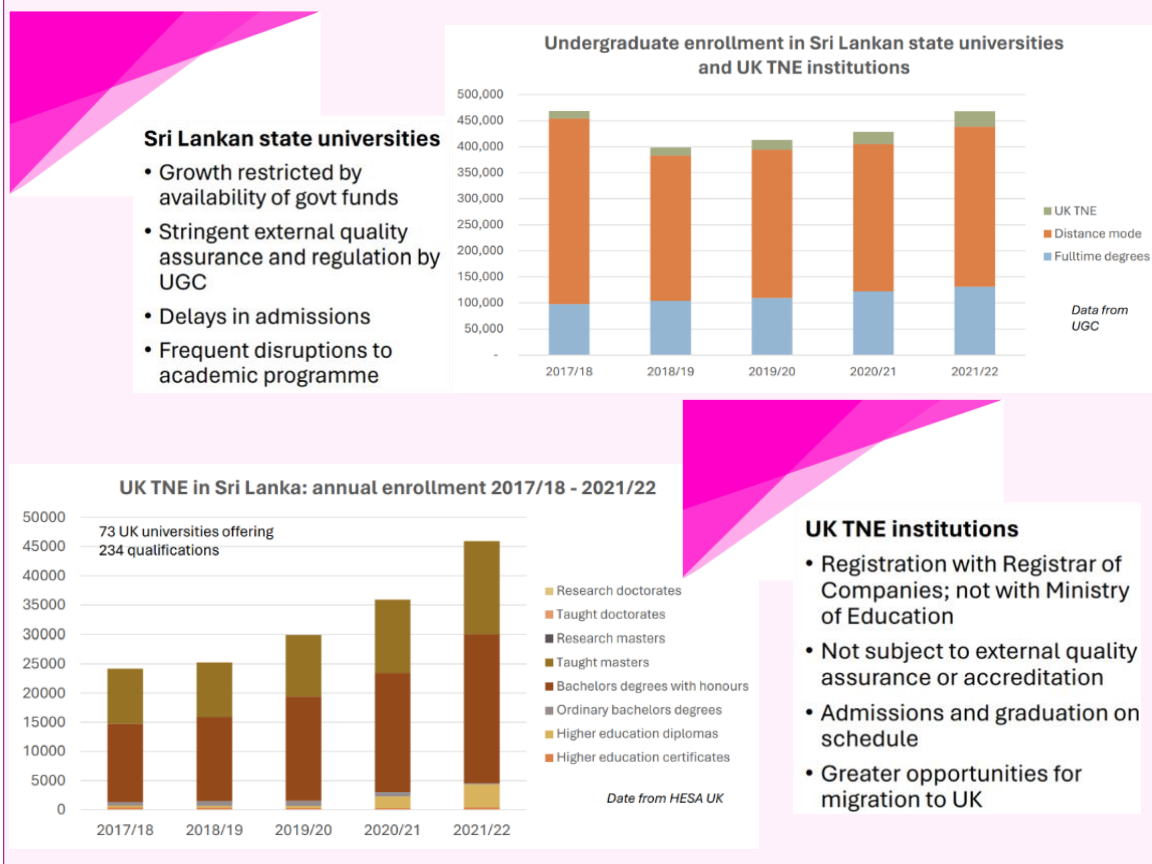 Undergraduate enrollment in Sri Lankan state universities
and UK TNE institutions
500,000
450,000
400,000
350,000
300,000
250,000
200,000
150,000
100,000
50,000
-
2017/18
2018/19
2019/20
2020/21
2021/22
UK TNE
Distance mode
Fulltime degrees
Data from
UGC
Sri Lankan state universities
• Growth restricted by
availability of govt funds
• Stringent external quality
assurance and regulation by
UGC
• Delays in admissions
• Frequent disruptions to
academic programme
UK TNE in Sri Lanka: annual enrollment 2017/18 - 2021/22
73 UK universities offering
234 qualifications
50000
45000
40000
35000
30000
25000
20000
15000
10000
5000
0
2017/18
2018/19
2019/20
2020/21
2021/22
Research doctorates
Taught doctorates
Research masters
Taught masters
Bachelors degrees with honours
Ordinary bachelors degrees
Higher education diplomas
Higher education certificates
Date from HESA UK
UK TNE institutions
• Registration with Registrar of
Companies; not with Ministry
of Education
• Not subject to external quality
assurance or accreditation
• Admissions and graduation on
schedule
• Greater opportunities for
migration to UK